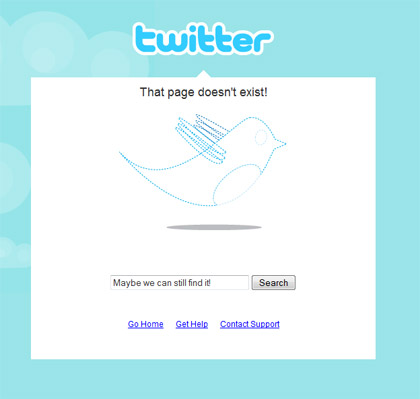 twitter
That page doesn't exist!
Maybe we can still find it! Search
Go Home Get Help Contact Support